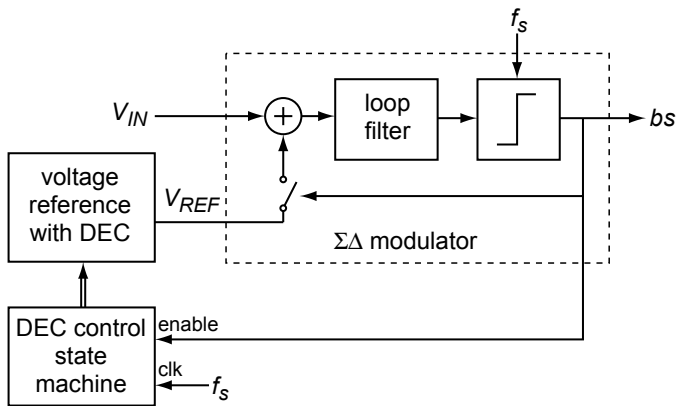 f_s
V_IN
loop
filter
bs
voltage
reference
with DEC
V_REF
ΣΔ modulator
DEC control
state
machine
enable
clk
f_s